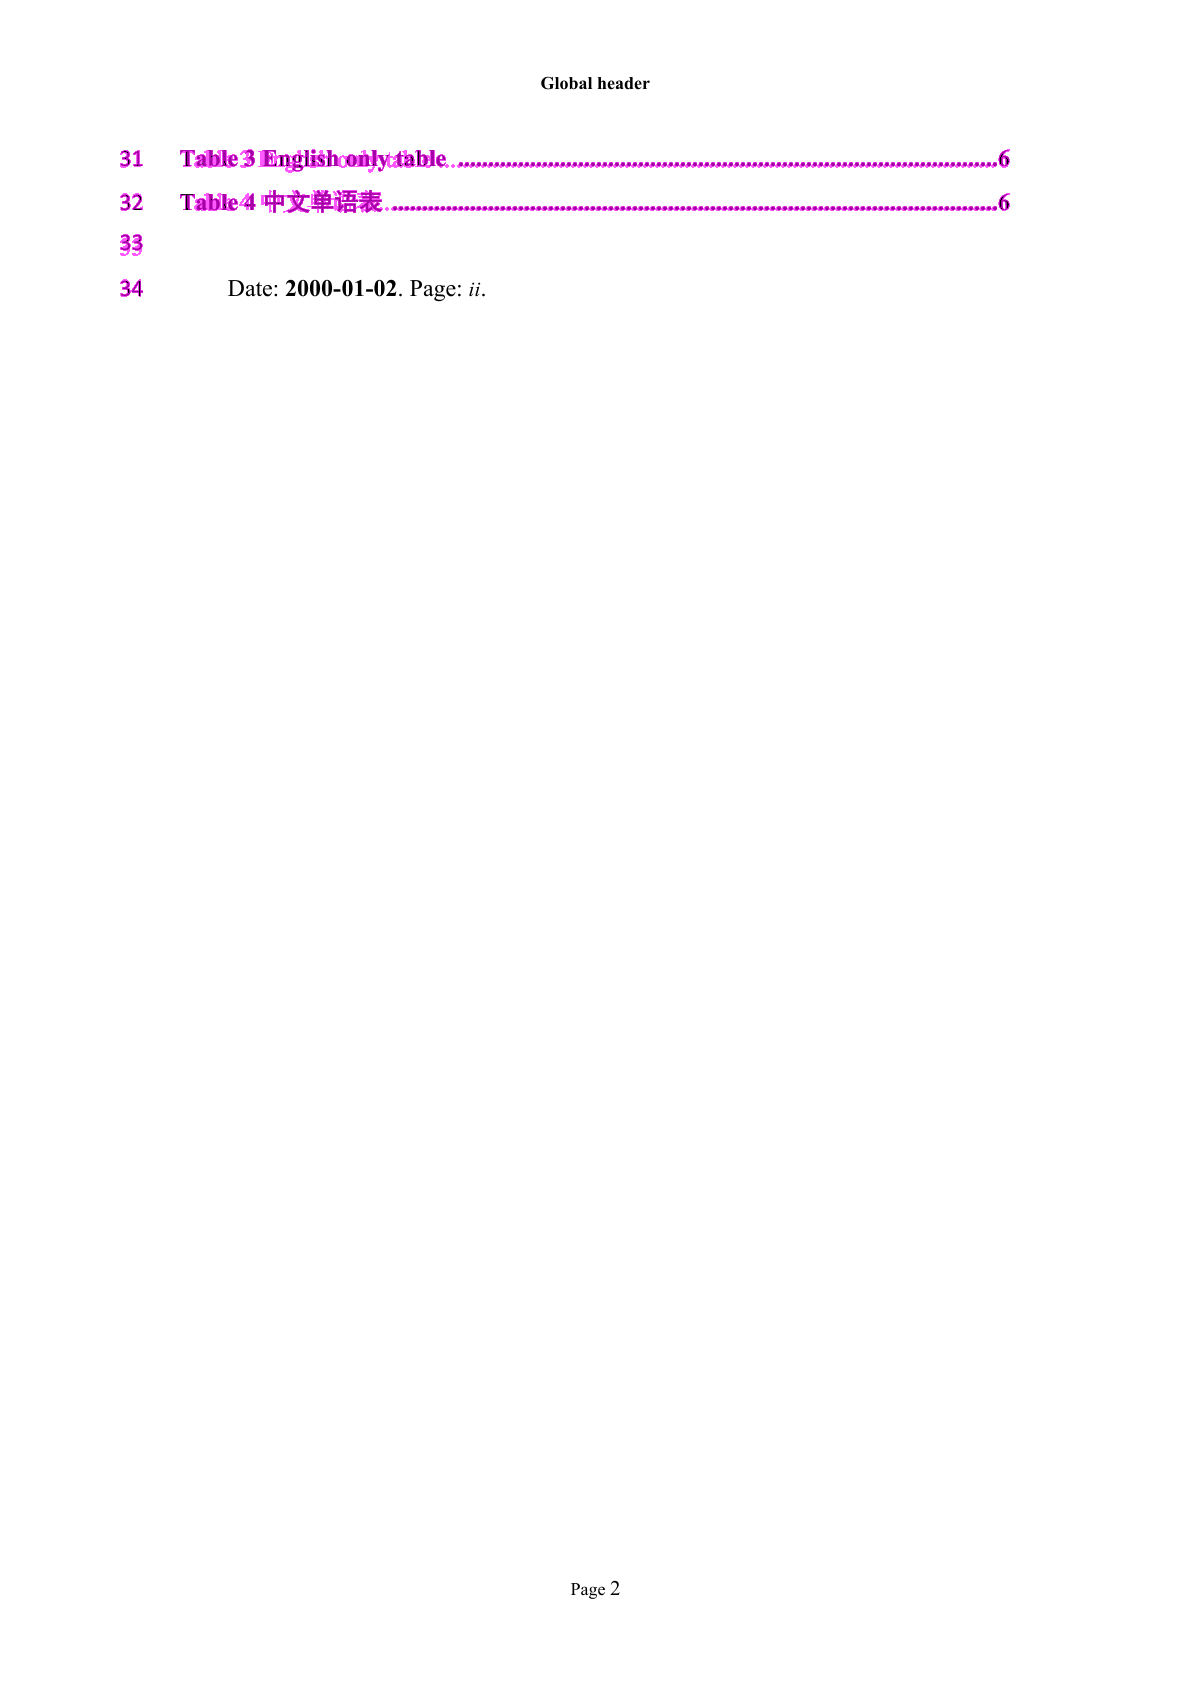 Global header
31 Table 3 English only table ........................................................................................6
32 Table 4 中文单语表 ....................................................................................................6
33
34 Date: 2000-01-02. Page: ii.
Page 2